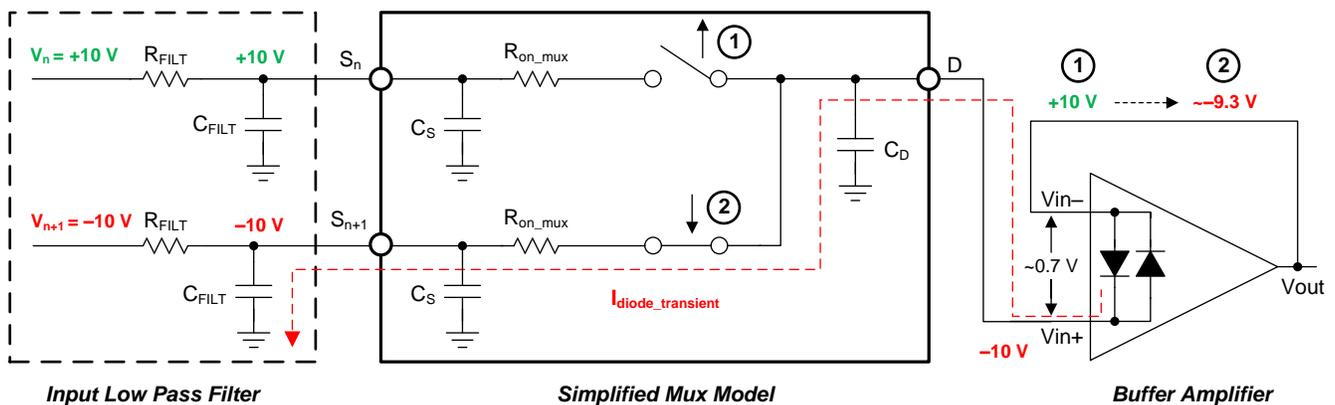 Vn = +10 V
RFILT
+10 V
Sn
Ron_mux
1
D
1
2
+10 V
~–9.3 V
CFILT
CS
CD
Vn+1 = –10 V
RFILT
–10 V
Sn+1
Ron_mux
2
Vin–
~0.7 V
CFILT
CS
Idiode_transient
Vout
Vin+
–10 V
Input Low Pass Filter
Simplified Mux Model
Buffer Amplifier